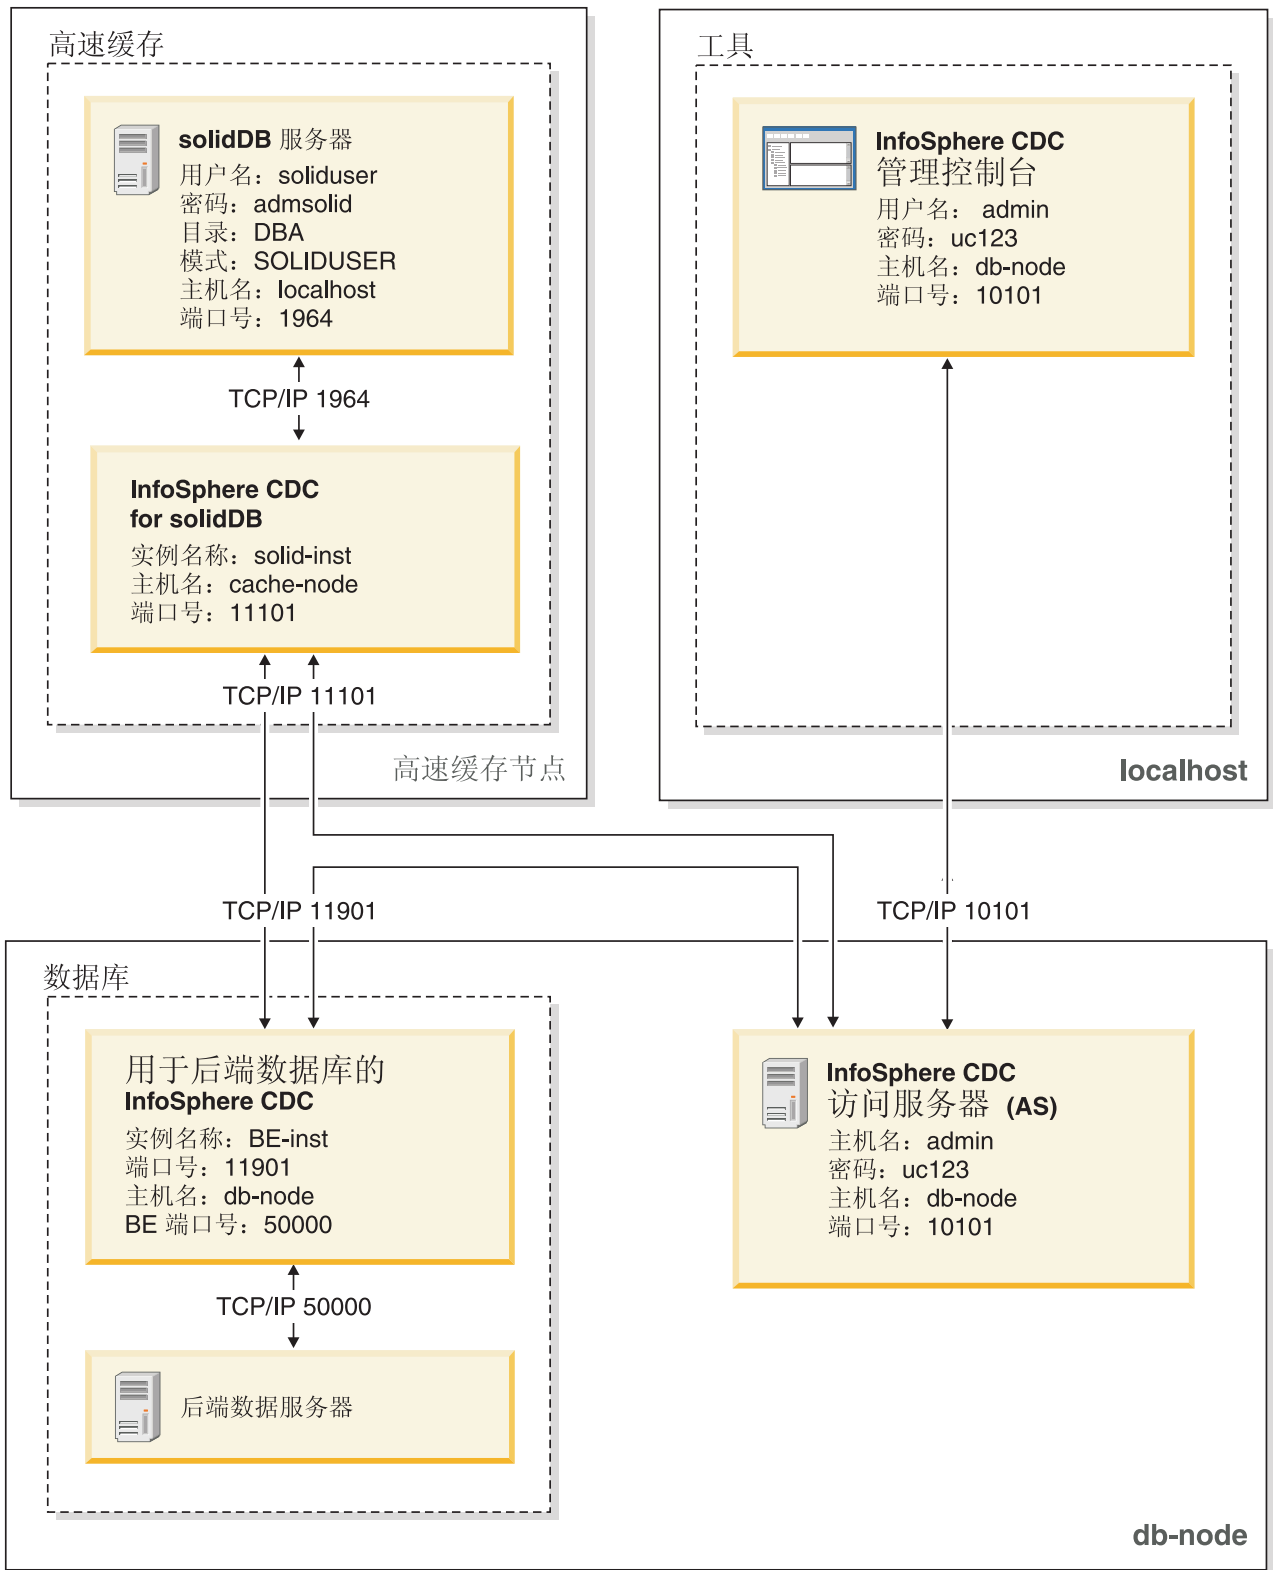 高速缓存
solidDB 服务器
用户名：soliduser
密码：admsolid
目录：DBA
模式：SOLIDUSER
主机名：localhost
端口号：1964
TCP/IP 1964
InfoSphere CDC
for solidDB
实例名称：solid-inst
主机名：cache-node
端口号：11101
TCP/IP 11101
高速缓存节点
工具
InfoSphere CDC
管理控制台
用户名： admin
密码：uc123
主机名：db-node
端口号：10101
localhost
TCP/IP 11901
TCP/IP 10101
数据库
用于后端数据库的
InfoSphere CDC
实例名称：BE-inst
端口号：11901
主机名：db-node
BE 端口号：50000
TCP/IP 50000
后端数据服务器
InfoSphere CDC
访问服务器 (AS)
主机名：admin
密码：uc123
主机名：db-node
端口号：10101
db-node